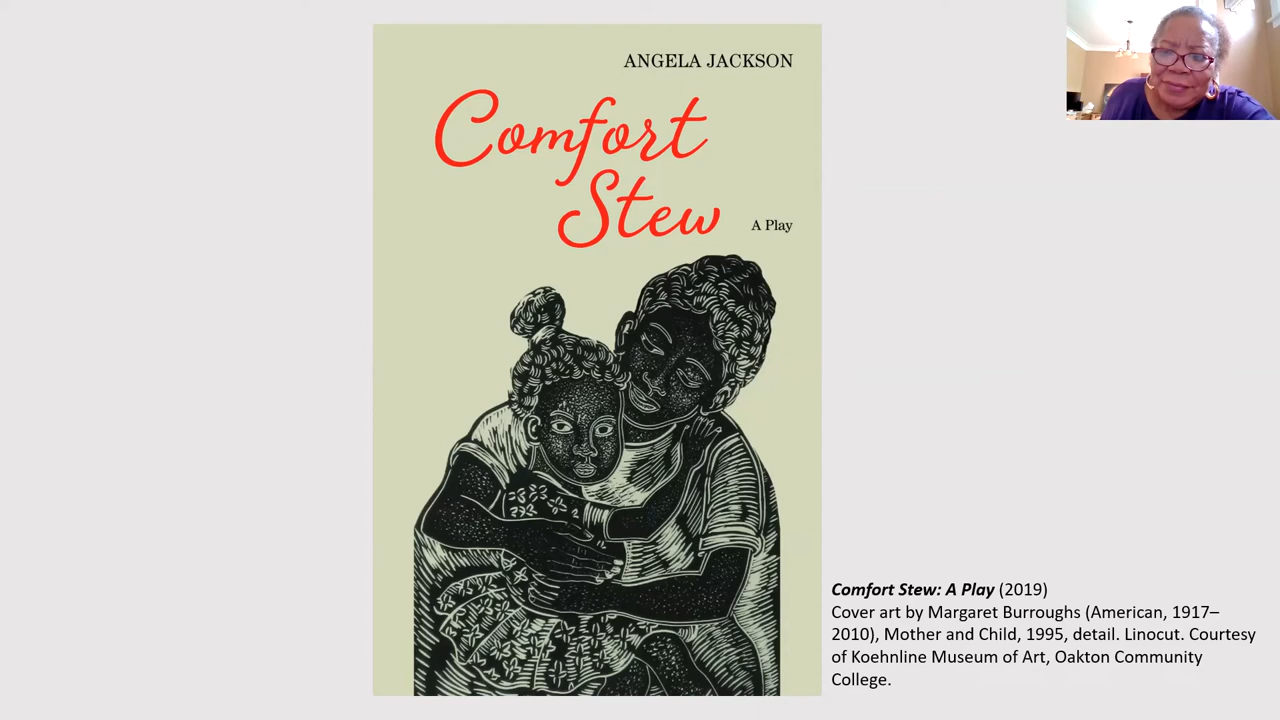 ANGELA JACKSON
Comfort
Stew
A Play
Comfort Stew: A Play (2019)
Cover art by Margaret Burroughs (American, 1917–
2010), Mother and Child, 1995, detail. Linocut. Courtesy
of Koehnline Museum of Art, Oakton Community
College.